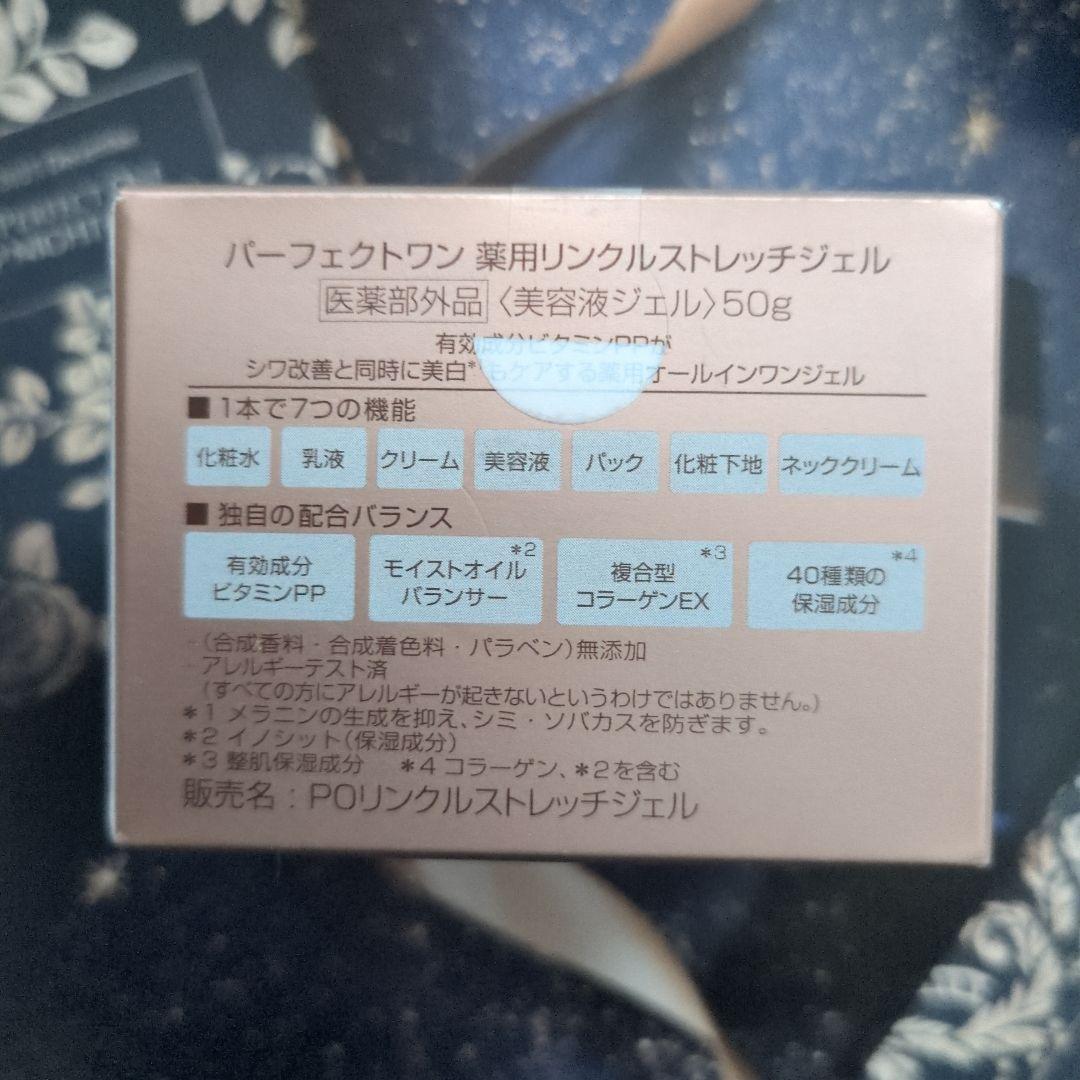 パーフェクトワン 薬用リンクルストレッチジェル
医薬部外品〈美容液ジェル〉50g
有効成分ビタミンPPが
シワ改善と同時に美白*もケアする薬用オールインワンジェル
■1本で7つの機能
化粧水 乳液 クリーム 美容液 パック 化粧下地 ネッククリーム
■独自の配合バランス
有効成分
ビタミンPP
モイストオイル*2
バランサー
複合型*3
コラーゲンEX
40種類の*4
保湿成分
・(合成香料・合成着色料・パラベン)無添加
・アレルギーテスト済
(すべての方にアレルギーが起きないというわけではありません。)
*1 メラニンの生成を抑え、シミ・ソバカスを防ぎます。
*2 イノシット(保湿成分)
*3 整肌保湿成分 *4 コラーゲン、*2を含む
販売名：POリンクルストレッチジェル